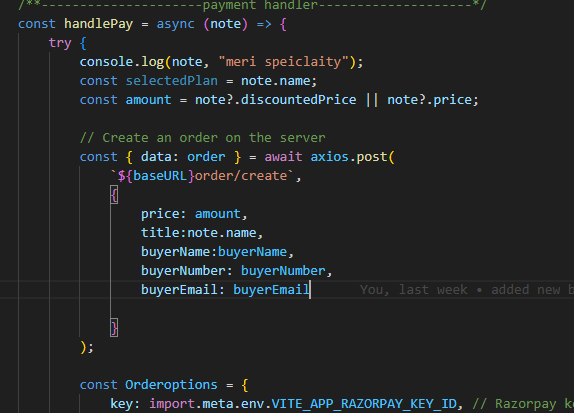 /**---------------------payment handler--------------------*/
const handlePay = async (note) => {
try {
console.log(note, "meri speiclaity");
const selectedPlan = note.name;
const amount = note?.discountedPrice || note?.price;
// Create an order on the server
const { data: order } = await axios.post(
`${baseURL}order/create`,
{
price: amount,
title:note.name,
buyerName:buyerName,
buyerNumber: buyerNumber,
buyerEmail: buyerEmail You, last week • added new b
}
);
const Orderoptions = {
key: import.meta.env.VITE_APP_RAZORPAY_KEY_ID, // Razorpay k